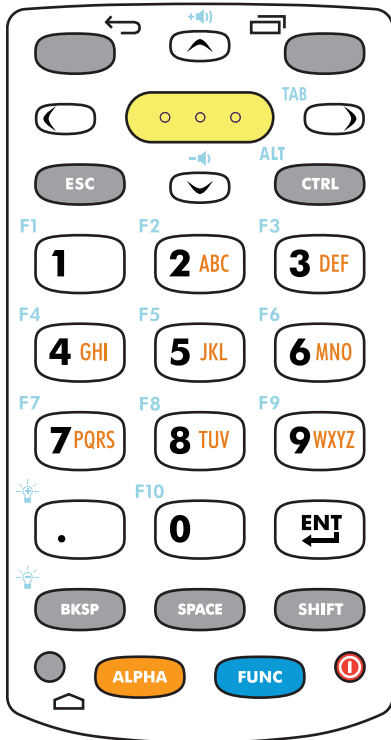 TAB
ALT
ESC
CTRL
F1
F2
F3
1
2 ABC
3 DEF
F4
F5
F6
4 GHI
5 JKL
6 MNO
F7
F8
F9
7 PQRS
8 TUV
9 WXYZ
F10
.
0
ENT
BKSP
SPACE
SHIFT
ALPHA
FUNC